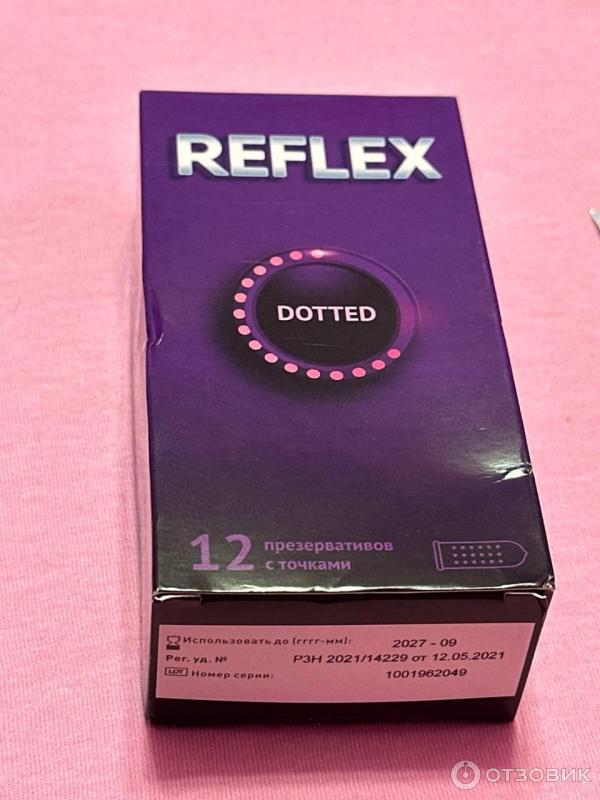 REFLEX
DOTTED
12 презервативов
с точками
Использовать до (гггг-мм): 2027 - 09
Рег. уд. № РЗН 2021/14229 от 12.05.2021
LOT Номер серии: 1001962049
ОТЗОВИК